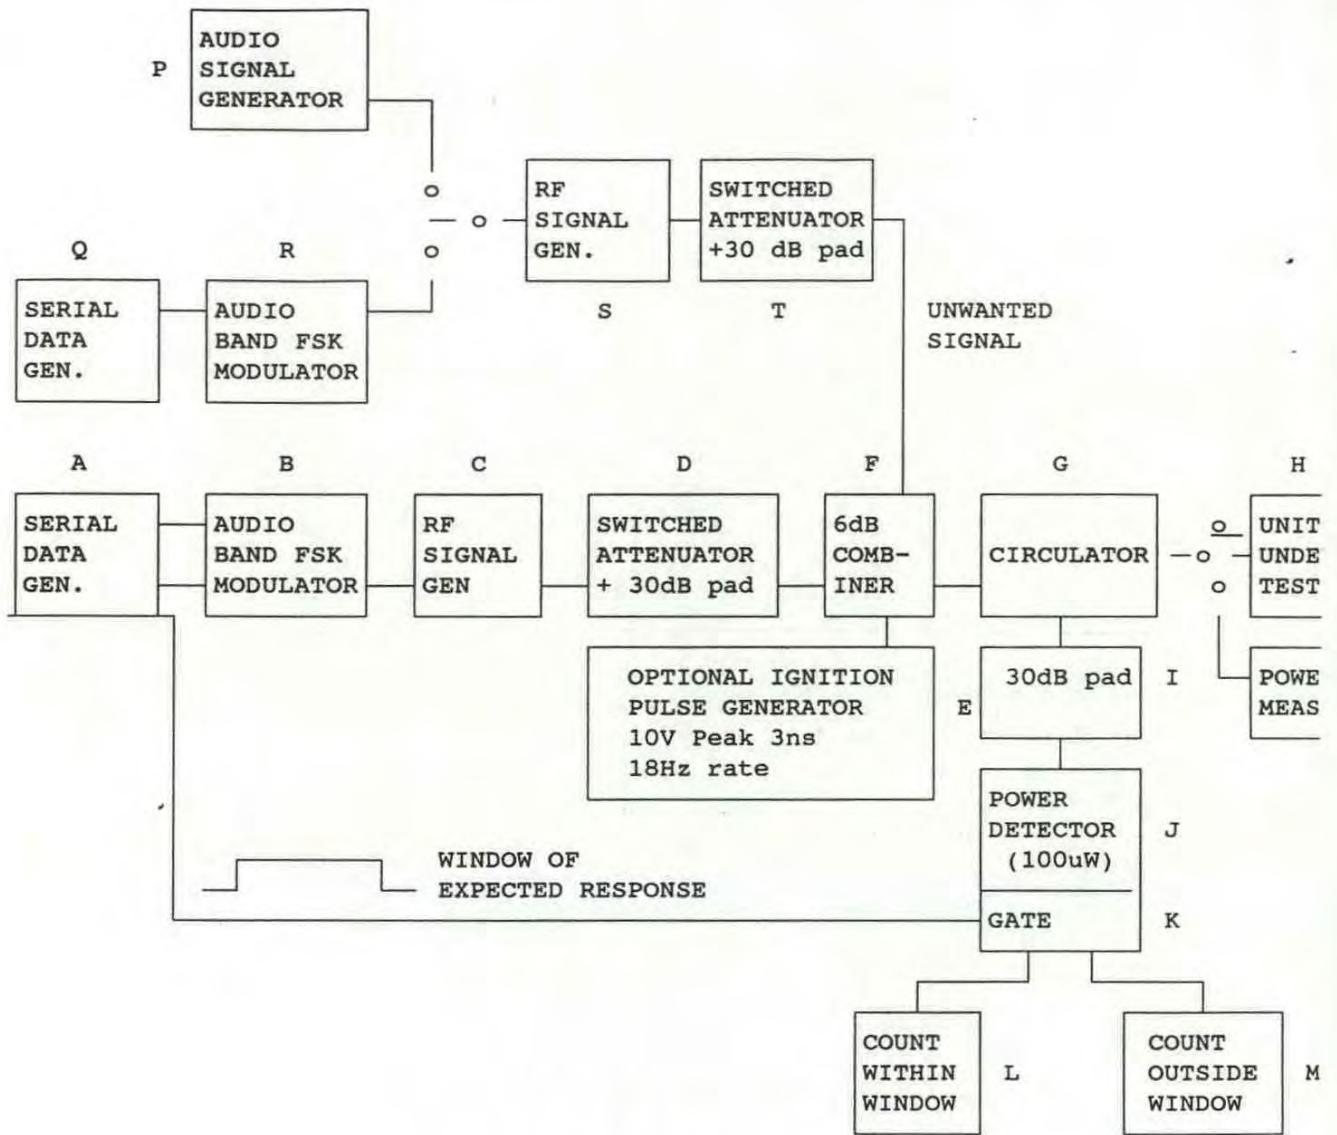 AUDIO
SIGNAL
GENERATOR
P
RF
SIGNAL
GEN.
S
SWITCHED
ATTENUATOR
+30 dB pad
T
UNWANTED
SIGNAL
Q
SERIAL
DATA
GEN.
R
AUDIO
BAND FSK
MODULATOR
A
SERIAL
DATA
GEN.
B
AUDIO
BAND FSK
MODULATOR
C
RF
SIGNAL
GEN
D
SWITCHED
ATTENUATOR
+ 30dB pad
F
6dB
COMB-
INER
G
CIRCULATOR
H
UNIT
UNDE
TEST
OPTIONAL IGNITION
PULSE GENERATOR
10V Peak 3ns
18Hz rate
E
30dB pad
I
POWE
MEAS
POWER
DETECTOR
(100uW)
J
WINDOW OF
EXPECTED RESPONSE
GATE
K
COUNT
WITHIN
WINDOW
L
COUNT
OUTSIDE
WINDOW
M